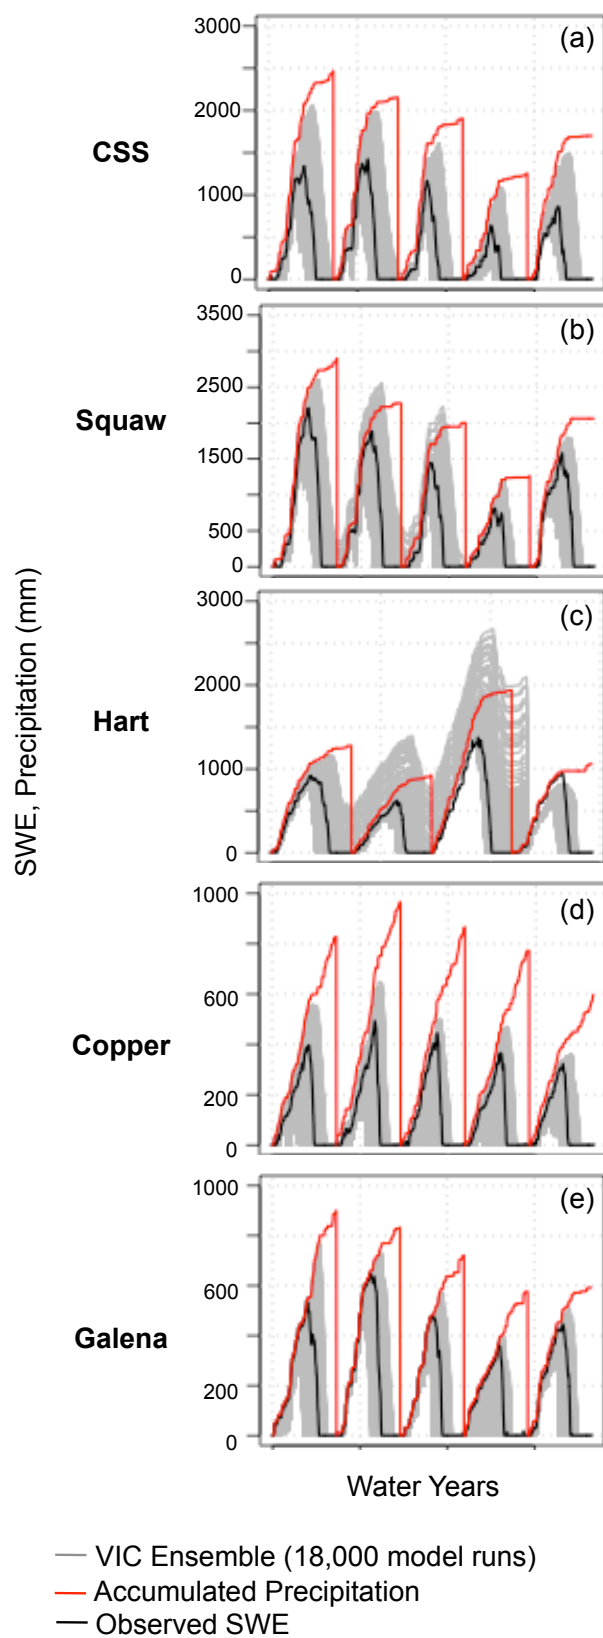 3000
(a)
2000
CSS
1000
0
3500
(b)
2500
Squaw
1500
500
0
3000
(c)
2000
Hart
1000
0
SWE, Precipitation (mm)
1000
(d)
600
Copper
200
0
1000
(e)
600
Galena
200
0
Water Years
VIC Ensemble (18,000 model runs)
Accumulated Precipitation
Observed SWE